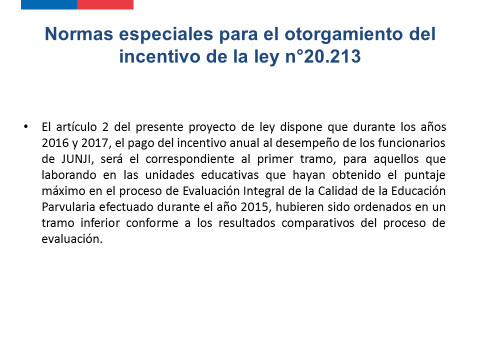 Normas especiales para el otorgamiento del
incentivo de la ley n°20.213
• El artículo 2 del presente proyecto de ley dispone que durante los años
2016 y 2017, el pago del incentivo anual al desempeño de los funcionarios
de JUNJI, será el correspondiente al primer tramo, para aquellos que
laborando en las unidades educativas que hayan obtenido el puntaje
máximo en el proceso de Evaluación Integral de la Calidad de la Educación
Parvularia efectuado durante el año 2015, hubieren sido ordenados en un
tramo inferior conforme a los resultados comparativos del proceso de
evaluación.